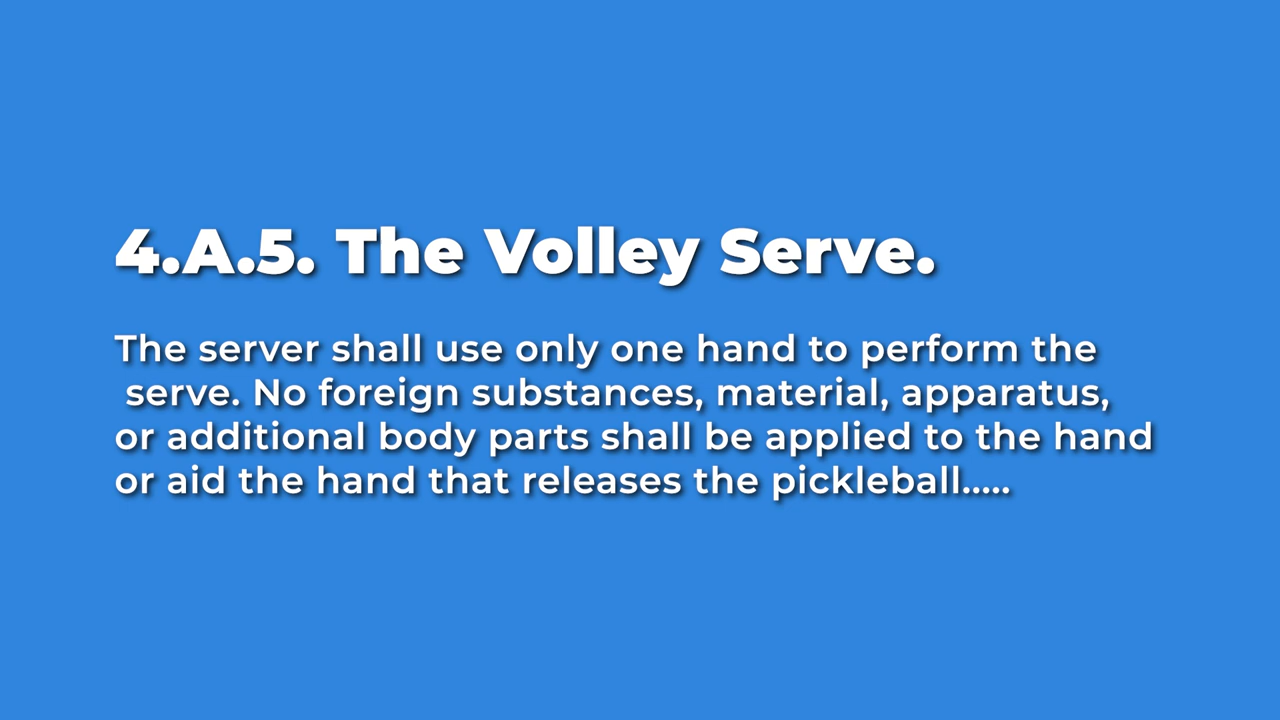 4.A.5. The Volley Serve.
The server shall use only one hand to perform the
serve. No foreign substances, material, apparatus,
or additional body parts shall be applied to the hand
or aid the hand that releases the pickleball.....